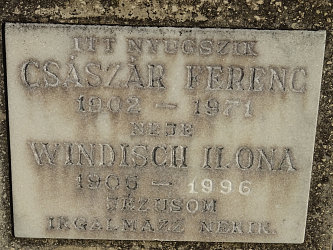 ITT NYUGSZIK
CSÁSZÁR FERENC
1902 - 1971
NEJE
WINDISCH ILONA
1906 - 1996
JÉZUSOM
IRGALMAZZ NEKIK.